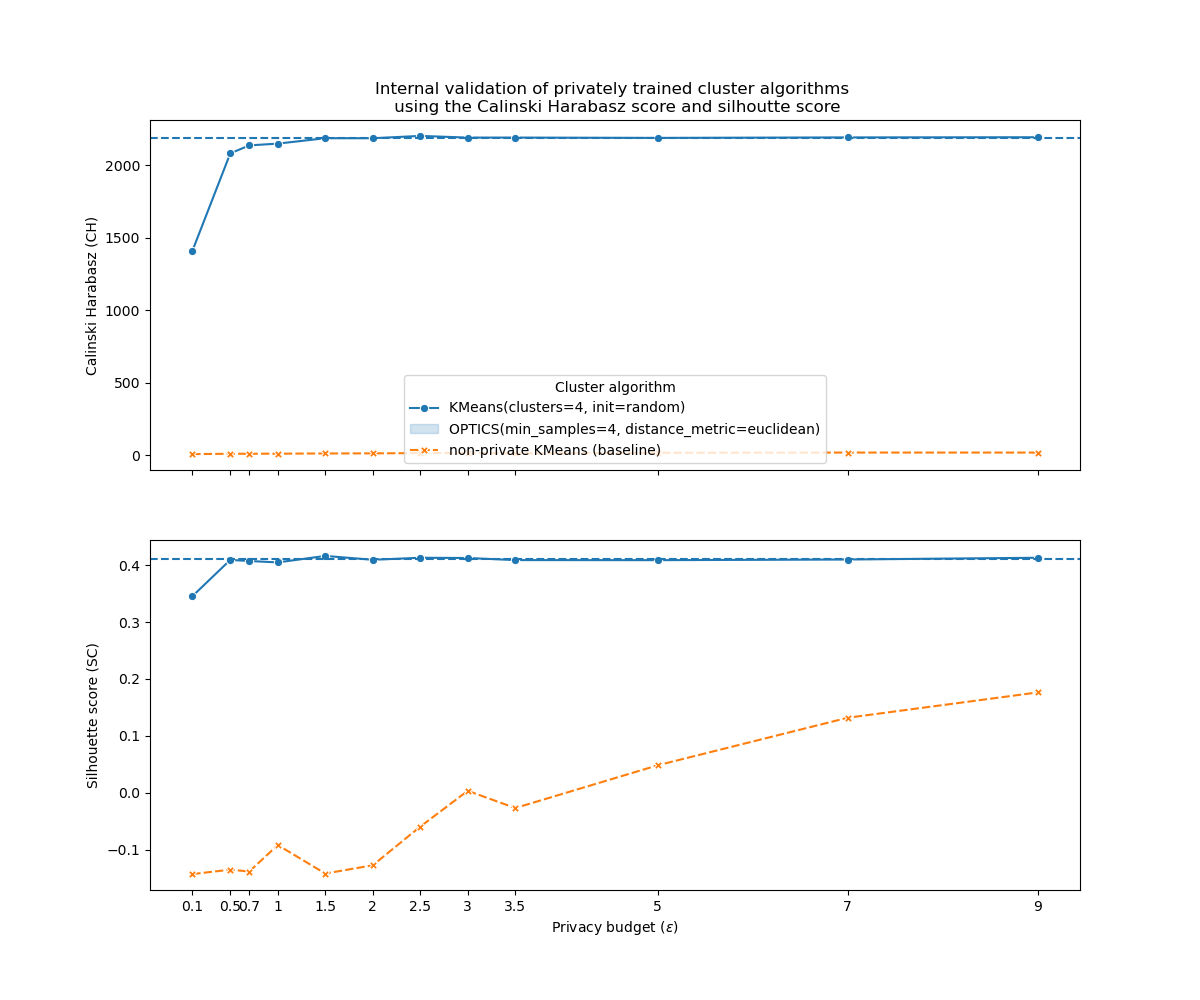 Internal validation of privately trained cluster algorithms
using the Calinski Harabasz score and silhoutte score
Calinski Harabasz (CH)
2000
1500
1000
500
0
Cluster algorithm
KMeans(clusters=4, init=random)
OPTICS(min_samples=4, distance_metric=euclidean)
non-private KMeans (baseline)
Silhouette score (SC)
0.4
0.3
0.2
0.1
0.0
−0.1
0.1 0.5 0.7 1 1.5 2 2.5 3 3.5 5 7 9
Privacy budget (ε)